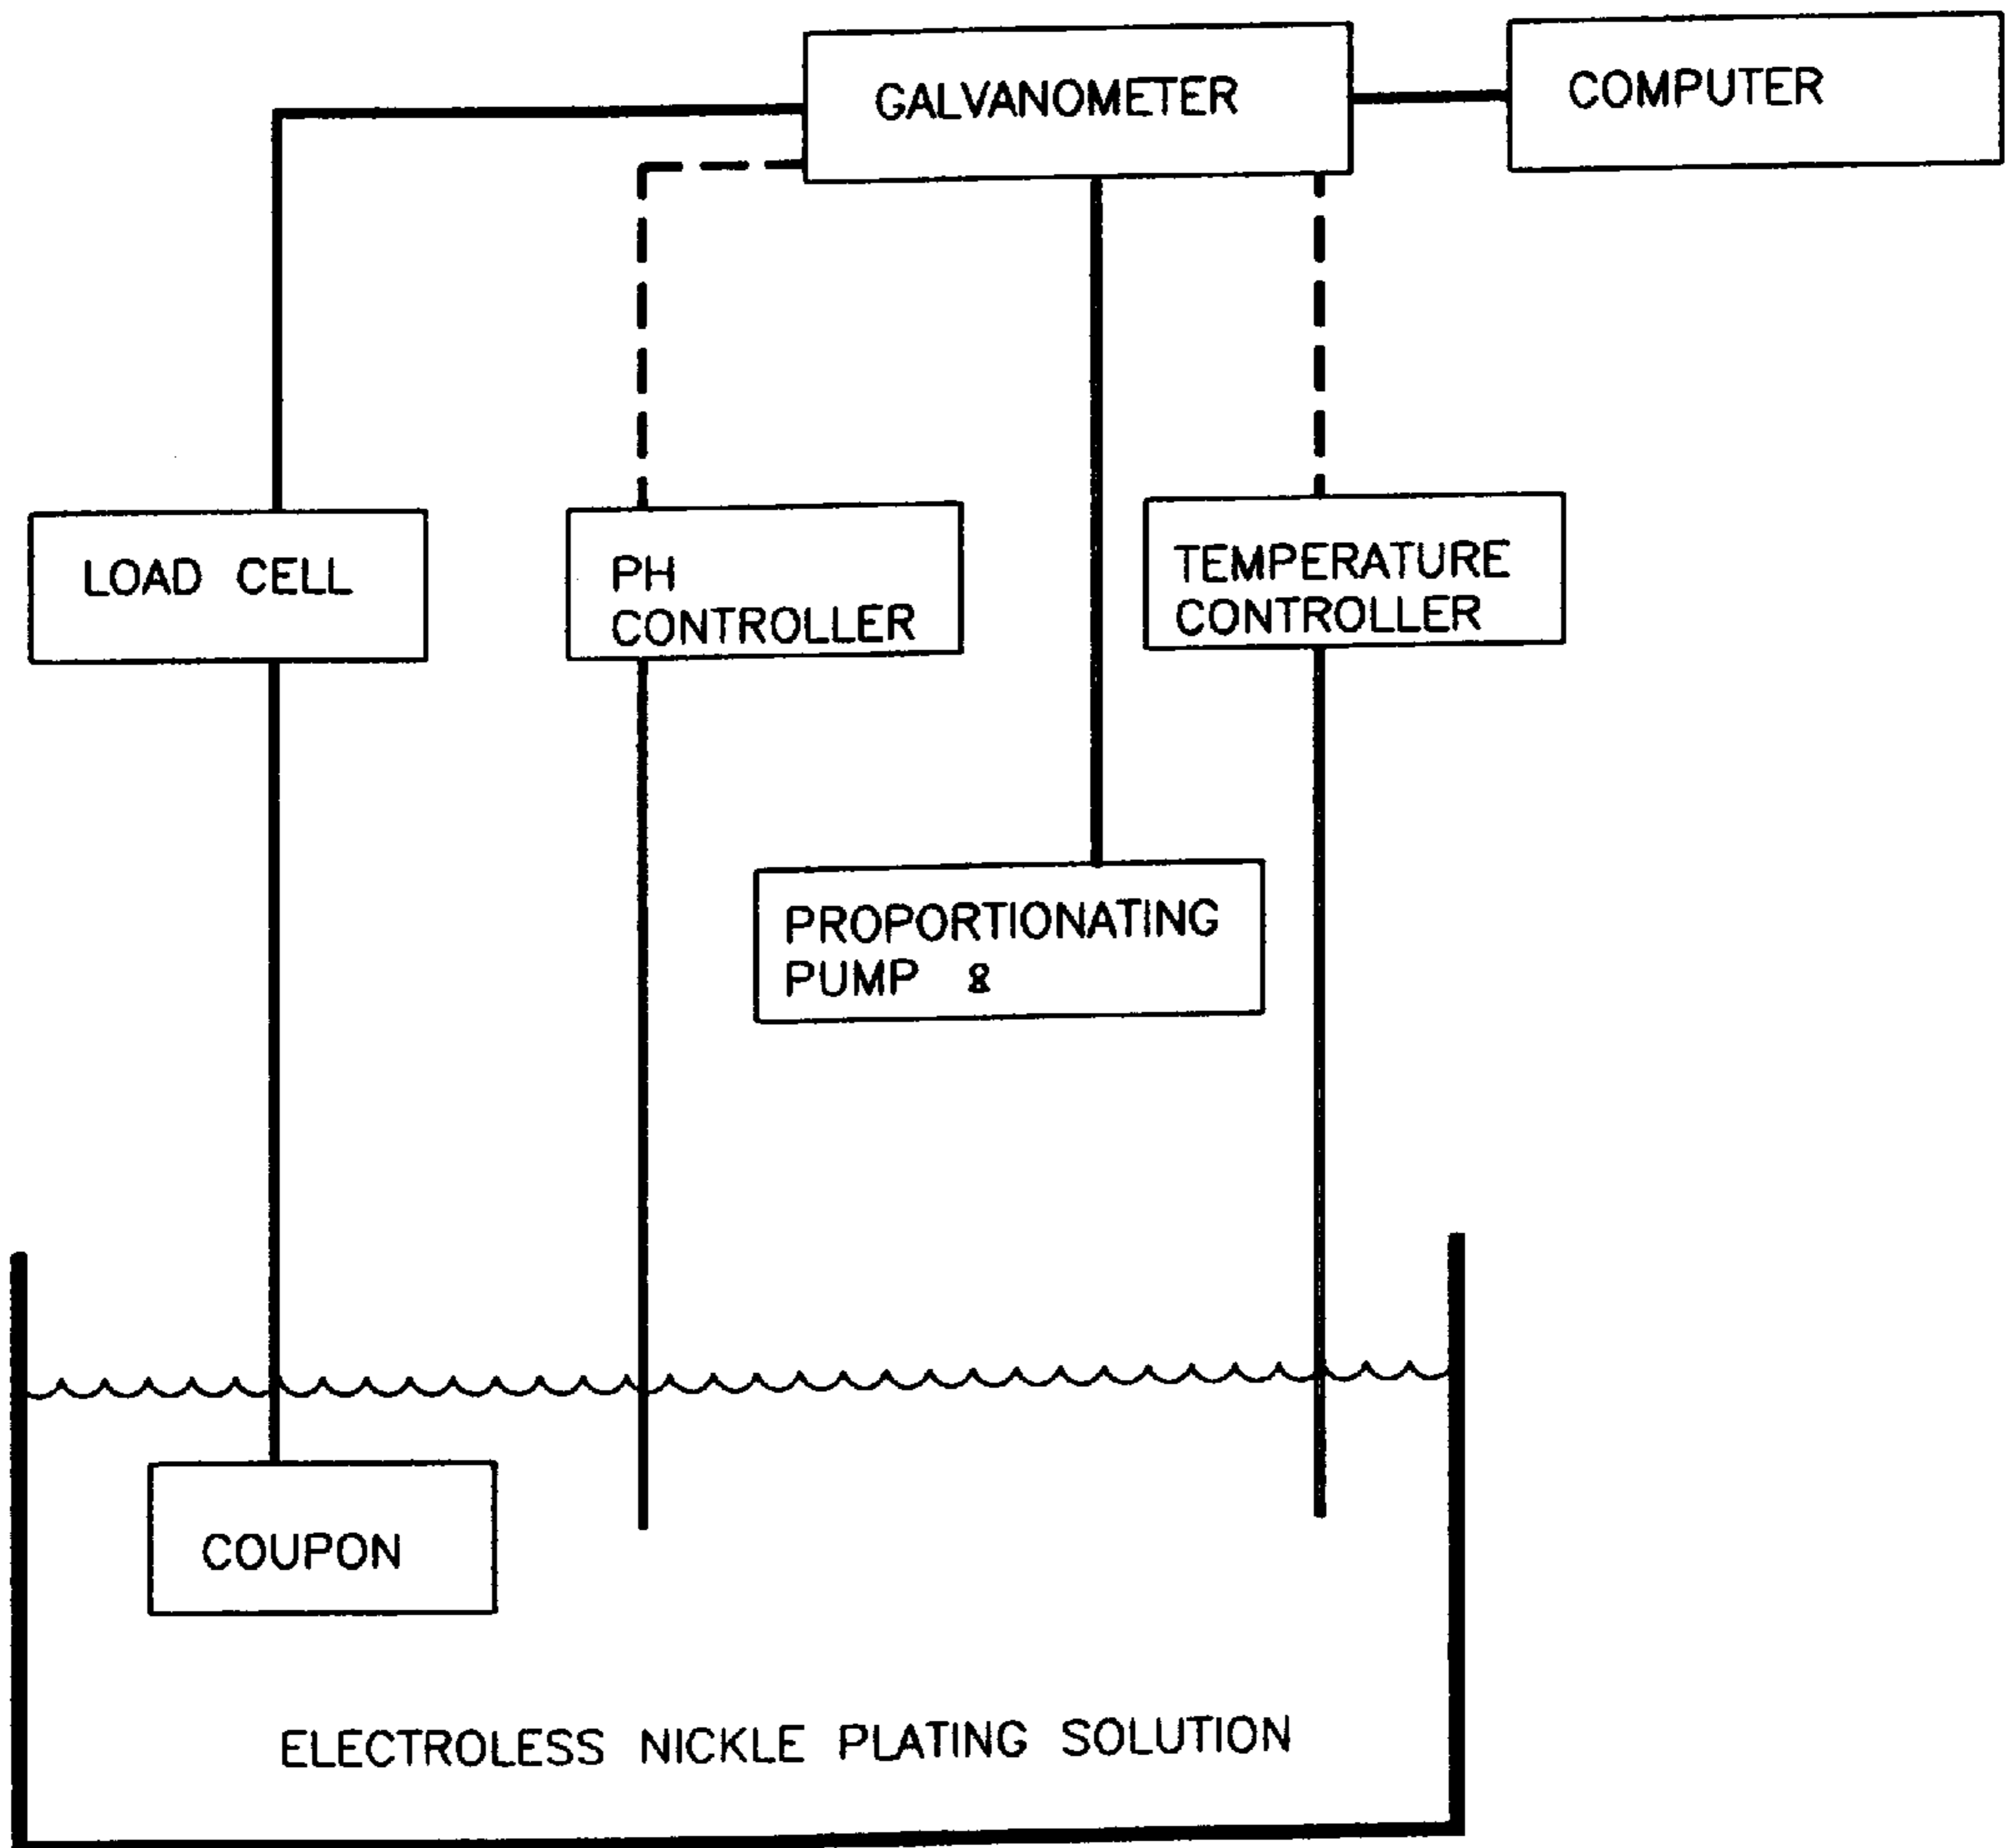 GALVANOMETER
COMPUTER
LOAD CELL
PH
CONTROLLER
TEMPERATURE
CONTROLLER
PROPORTIONATING
PUMP &
COUPON
ELECTROLESS NICKLE PLATING SOLUTION